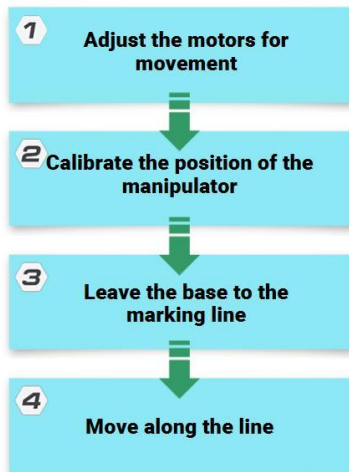 1
Adjust the motors for
movement
2
Calibrate the position of the
manipulator
3
Leave the base to the
marking line
4
Move along the line